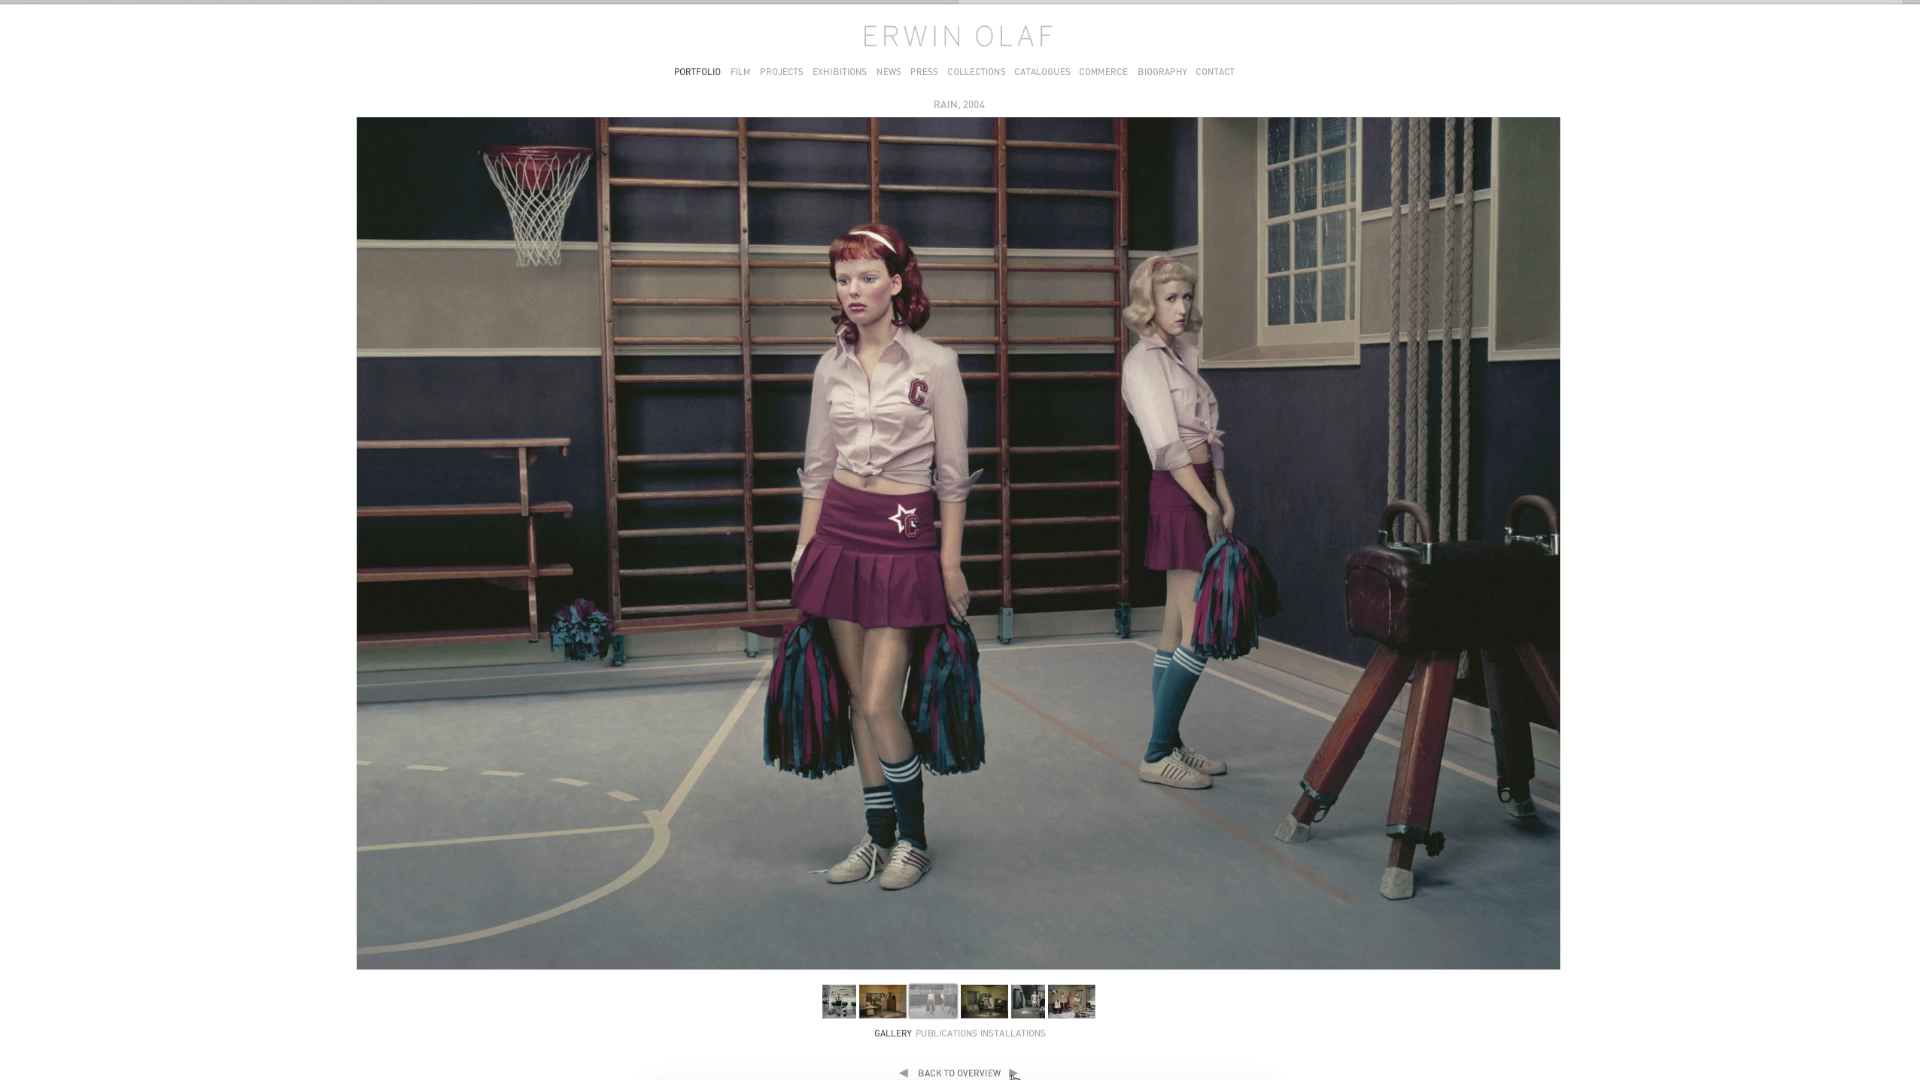 ERWIN OLAF
PORTFOLIO FILM PROJECTS EXHIBITIONS NEWS PRESS COLLECTIONS CATALOGUES COMMERCE BIOGRAPHY CONTACT
RAIN, 2004
C
C
GALLERY PUBLICATIONS INSTALLATIONS
BACK TO OVERVIEW